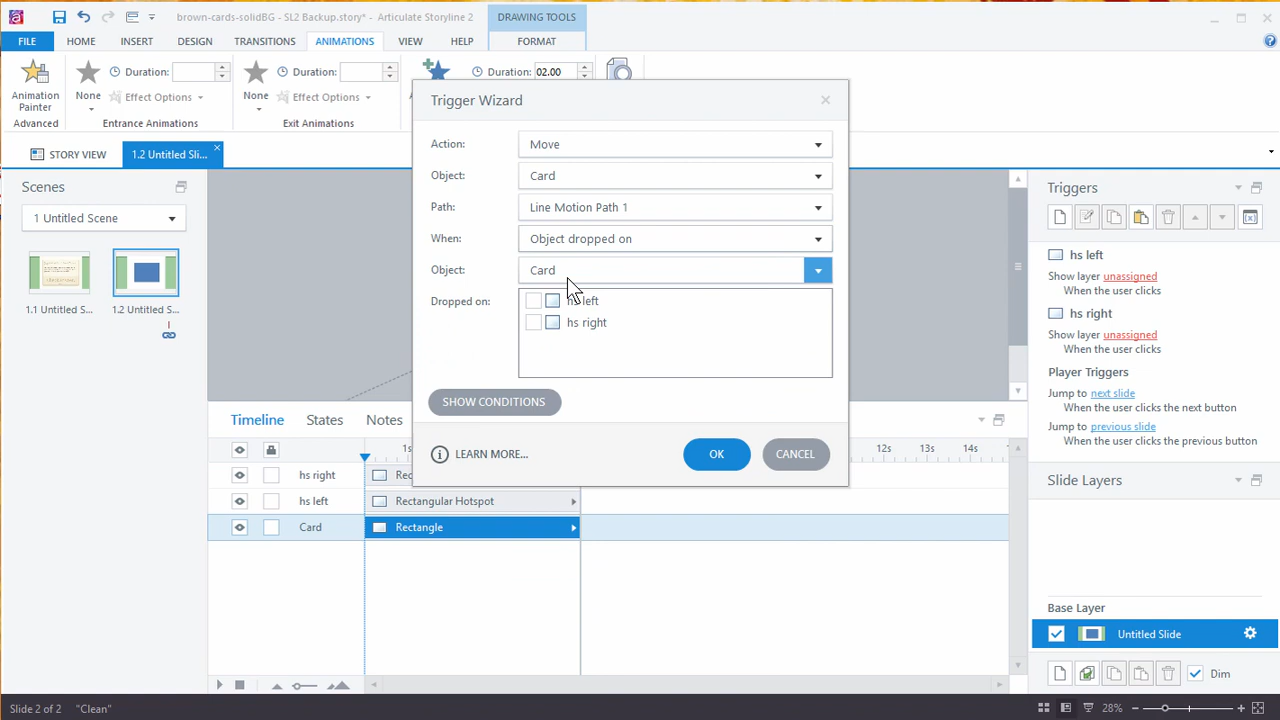 brown-cards-solidBG - SL2 Backup.story* - Articulate Storyline 2
DRAWING TOOLS
FILE
HOME
INSERT
DESIGN
TRANSITIONS
ANIMATIONS
VIEW
HELP
FORMAT
Animation
Painter
None
Duration:
Effect Options
None
Duration:
Effect Options
Duration:
02.00
Advanced
Entrance Animations
Exit Animations
STORY VIEW
1.2 Untitled Sli...
Scenes
1 Untitled Scene
1.1 Untitled S...
1.2 Untitled S...
Trigger Wizard
Action:
Move
Object:
Card
Path:
Line Motion Path 1
When:
Object dropped on
Object:
Card
Dropped on:
left
hs right
SHOW CONDITIONS
LEARN MORE...
OK
CANCEL
Triggers
hs left
Show layer unassigned
When the user clicks
hs right
Show layer unassigned
When the user clicks
Player Triggers
Jump to next slide
When the user clicks the next button
Jump to previous slide
When the user clicks the previous button
Slide Layers
Base Layer
Untitled Slide
Dim
Timeline
States
Notes
1s
12s
13s
14s
hs right
Rec
hs left
Rectangular Hotspot
Card
Rectangle
Slide 2 of 2
"Clean"
28%